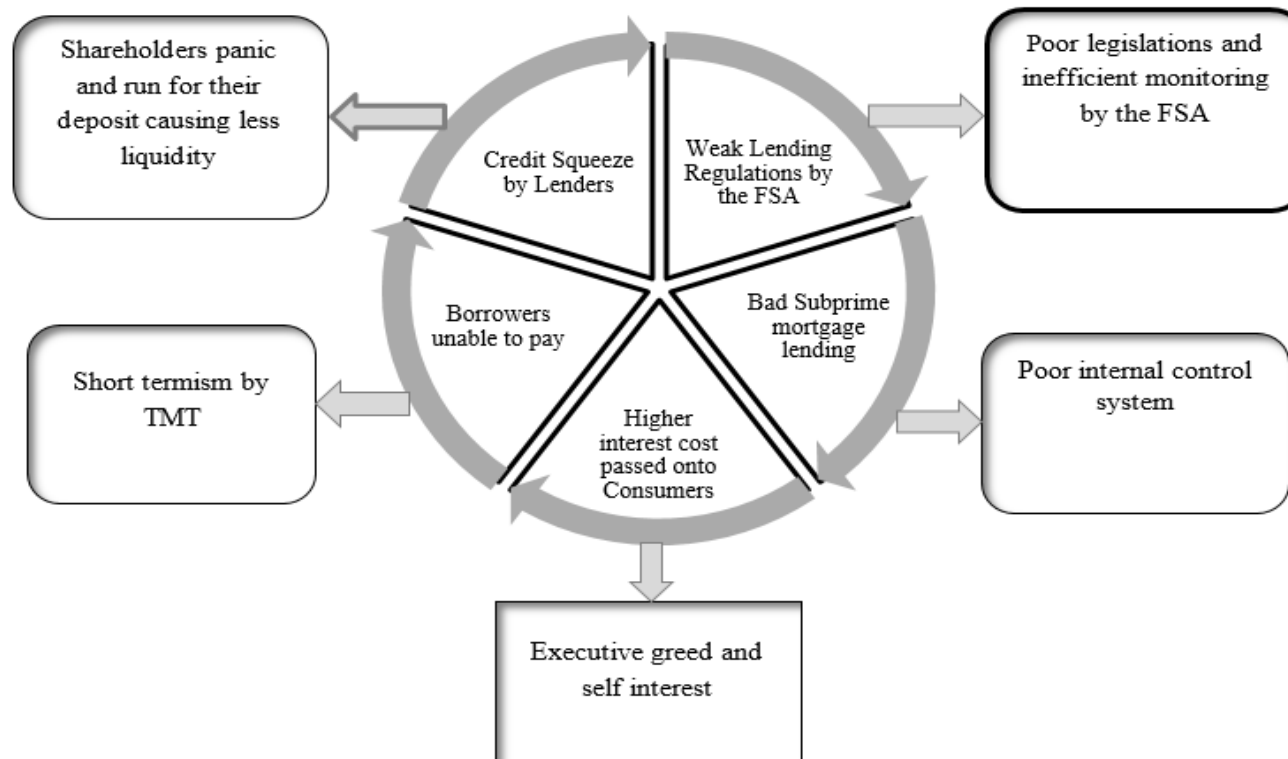 Shareholders panic
and run for their
deposit causing less
liquidity
Poor legislations and
inefficient monitoring
by the FSA
Credit Squeeze
by Lenders
Weak Lending
Regulations by
the FSA
Borrowers
unable to pay
Bad Subprime
mortgage
lending
Higher
interest cost
passed onto
Consumers
Short termism by
TMT
Poor internal control
system
Executive greed and
self interest